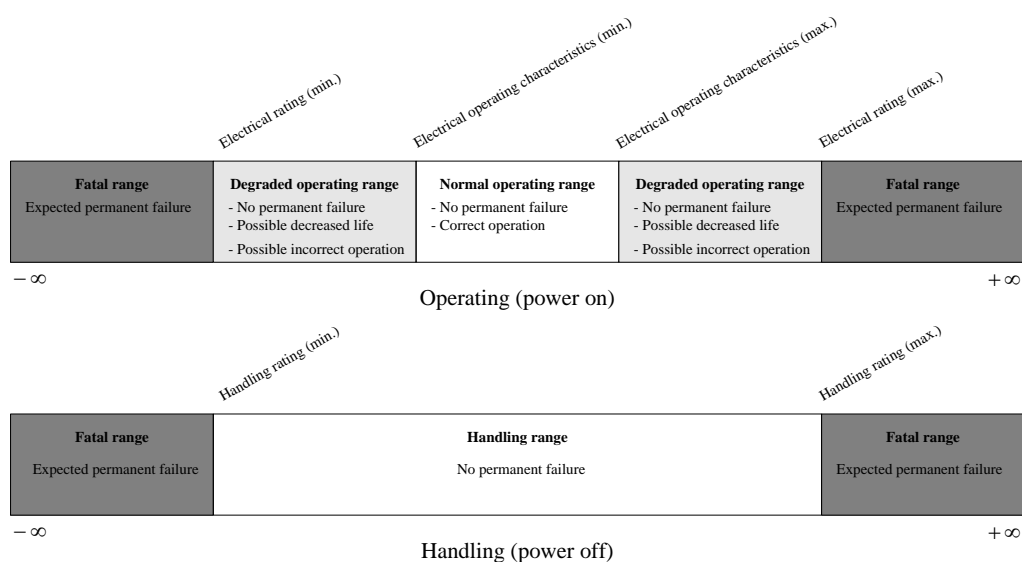 Electrical rating (min.)
Electrical operating characteristics (min.)
Electrical operating characteristics (max.)
Electrical rating (max.)
Fatal range
Expected permanent failure
Degraded operating range
- No permanent failure
- Possible decreased life
- Possible incorrect operation
Normal operating range
- No permanent failure
- Correct operation
Degraded operating range
- No permanent failure
- Possible decreased life
- Possible incorrect operation
Fatal range
Expected permanent failure
− ∞
+ ∞
Operating (power on)
Handling rating (min.)
Handling rating (max.)
Fatal range
Expected permanent failure
Handling range
No permanent failure
Fatal range
Expected permanent failure
− ∞
+ ∞
Handling (power off)